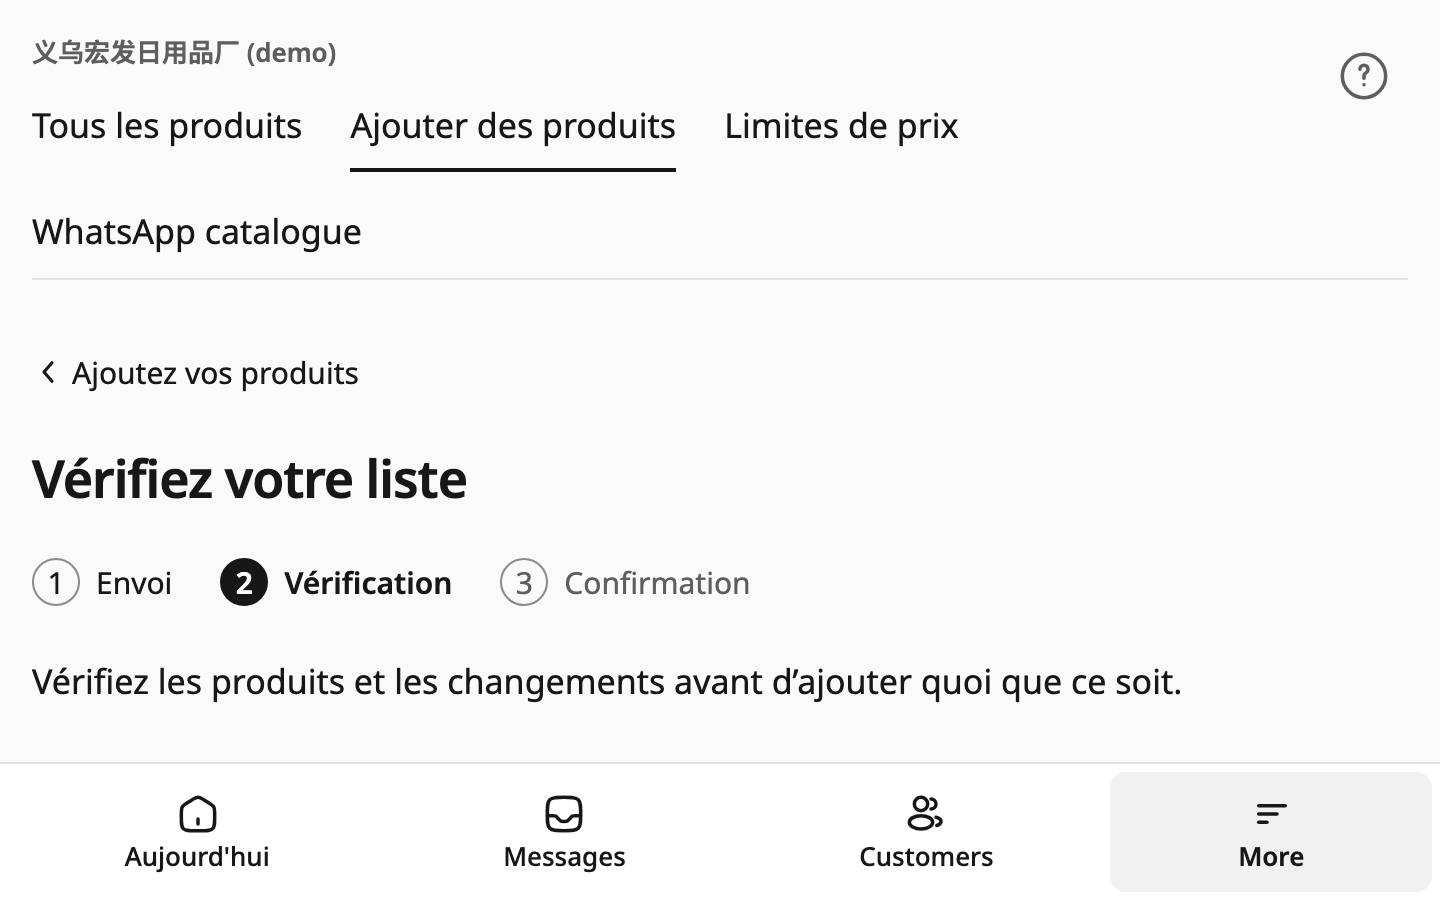 义乌宏发日用品厂 (demo)
?
Tous les produits Ajouter des produits Limites de prix
WhatsApp catalogue
Ajoutez vos produits
Vérifiez votre liste
1 Envoi 2 Vérification 3 Confirmation
Vérifiez les produits et les changements avant d’ajouter quoi que ce soit.
Aujourd'hui Messages Customers More